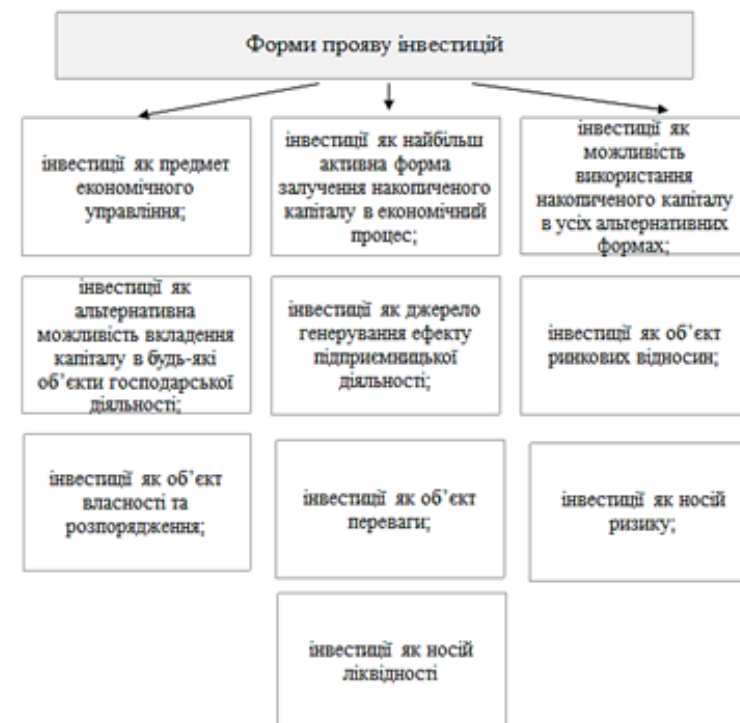 Форми прояву інвестицій
інвестиції як предмет
економічного
управління;
інвестиції як найбільш
активна форма
залучення накопиченого
капіталу в економічний
процес;
інвестиції як
можливість
використання
накопиченого капіталу
в усіх альтернативних
формах;
інвестиції як
альтернативна
можливість вкладення
капіталу в будь-які
об’єкти господарської
діяльності;
інвестиції як джерело
генерування ефекту
підприємницької
діяльності;
інвестиції як об’єкт
ринкових відносин;
інвестиції як об’єкт
власності та
розпорядження;
інвестиції як об’єкт
переваги;
інвестиції як носій
ризику;
інвестиції як носій
ліквідності